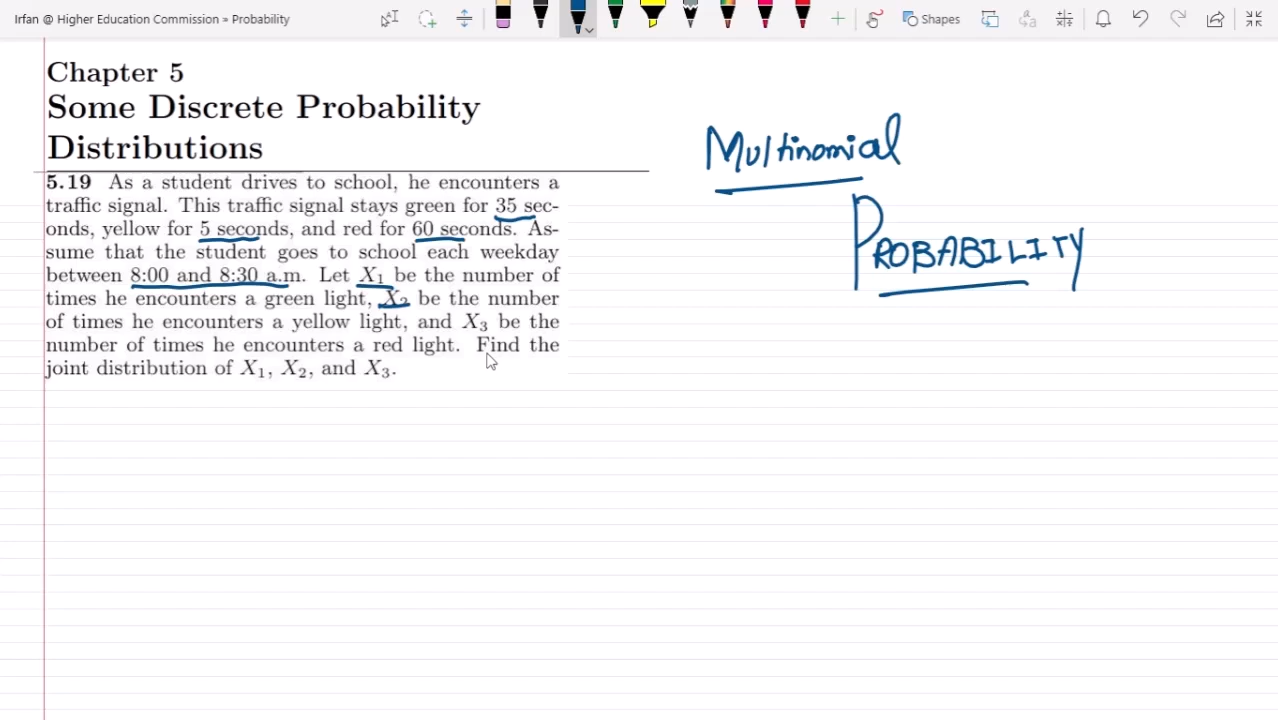 Irfan @ Higher Education Commission » Probability
Shapes
Chapter 5
Some Discrete Probability
Distributions
5.19 As a student drives to school, he encounters a
traffic signal. This traffic signal stays green for 35 sec-
onds, yellow for 5 seconds, and red for 60 seconds. As-
sume that the student goes to school each weekday
between 8:00 and 8:30 a.m. Let X₁ be the number of
times he encounters a green light, X₂ be the number
of times he encounters a yellow light, and X₃ be the
number of times he encounters a red light. Find the
joint distribution of X₁, X₂, and X₃.
Multinomial
PROBABILITY